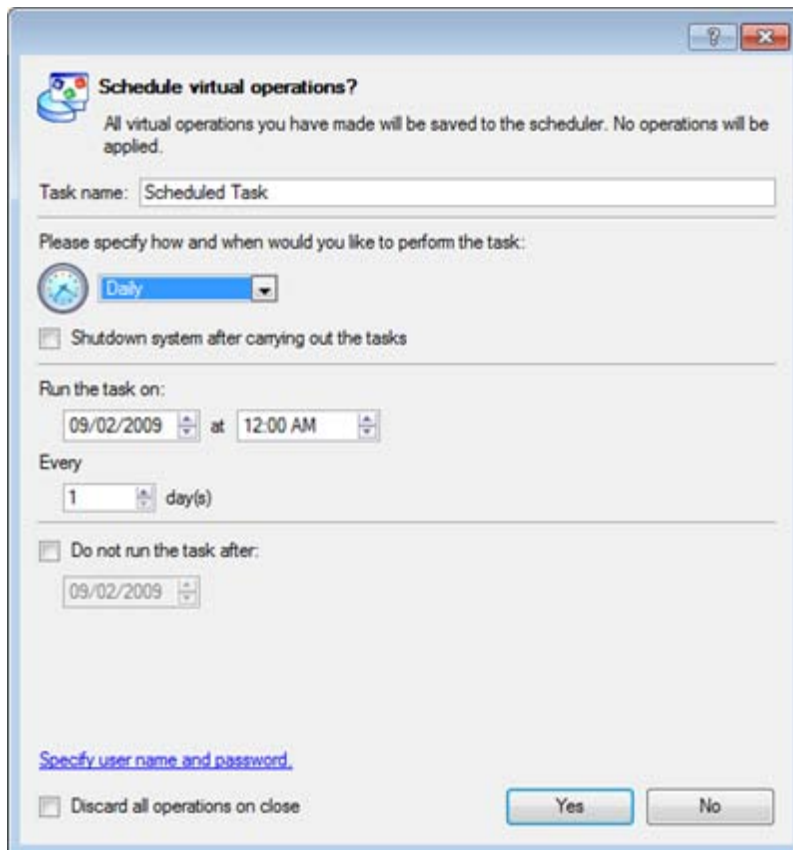 Schedule virtual operations?
All virtual operations you have made will be saved to the scheduler. No operations will be
applied.
Task name: Scheduled Task
Please specify how and when would you like to perform the task:
Daily
Shutdown system after carrying out the tasks
Run the task on:
09/02/2009 at 12:00 AM
Every
1 day(s)
Do not run the task after:
09/02/2009
Specify user name and password.
Discard all operations on close Yes No